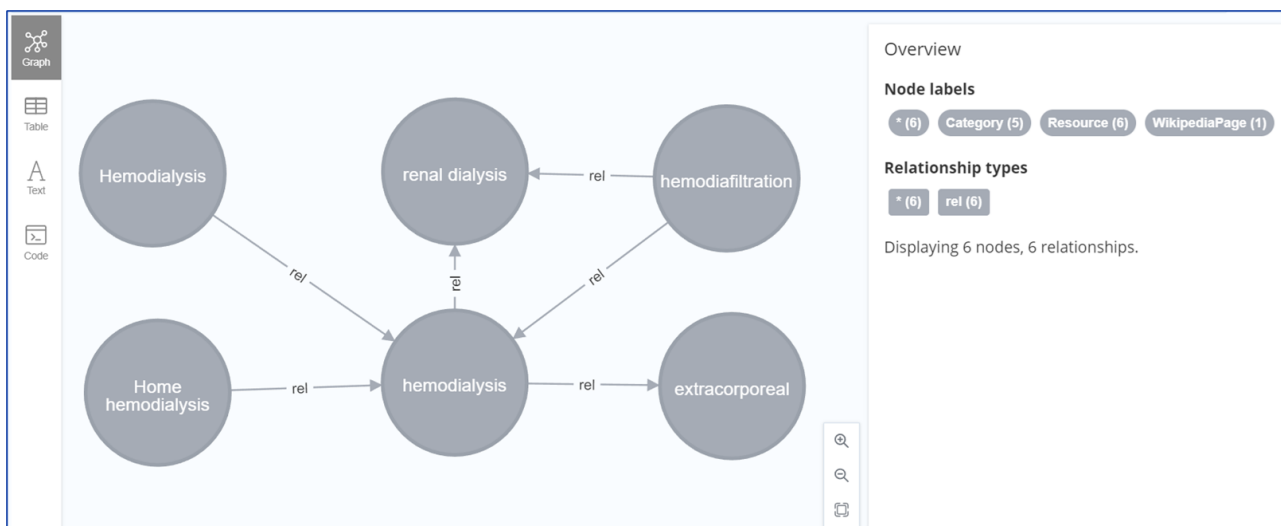 Graph
Table
Text
Code
Hemodialysis
renal dialysis
hemodiafiltration
rel
rel
rel
rel
Home
hemodialysis
rel
hemodialysis
rel
extracorporeal
Overview
Node labels
* (6) Category (5) Resource (6) WikipediaPage (1)
Relationship types
* (6) rel (6)
Displaying 6 nodes, 6 relationships.